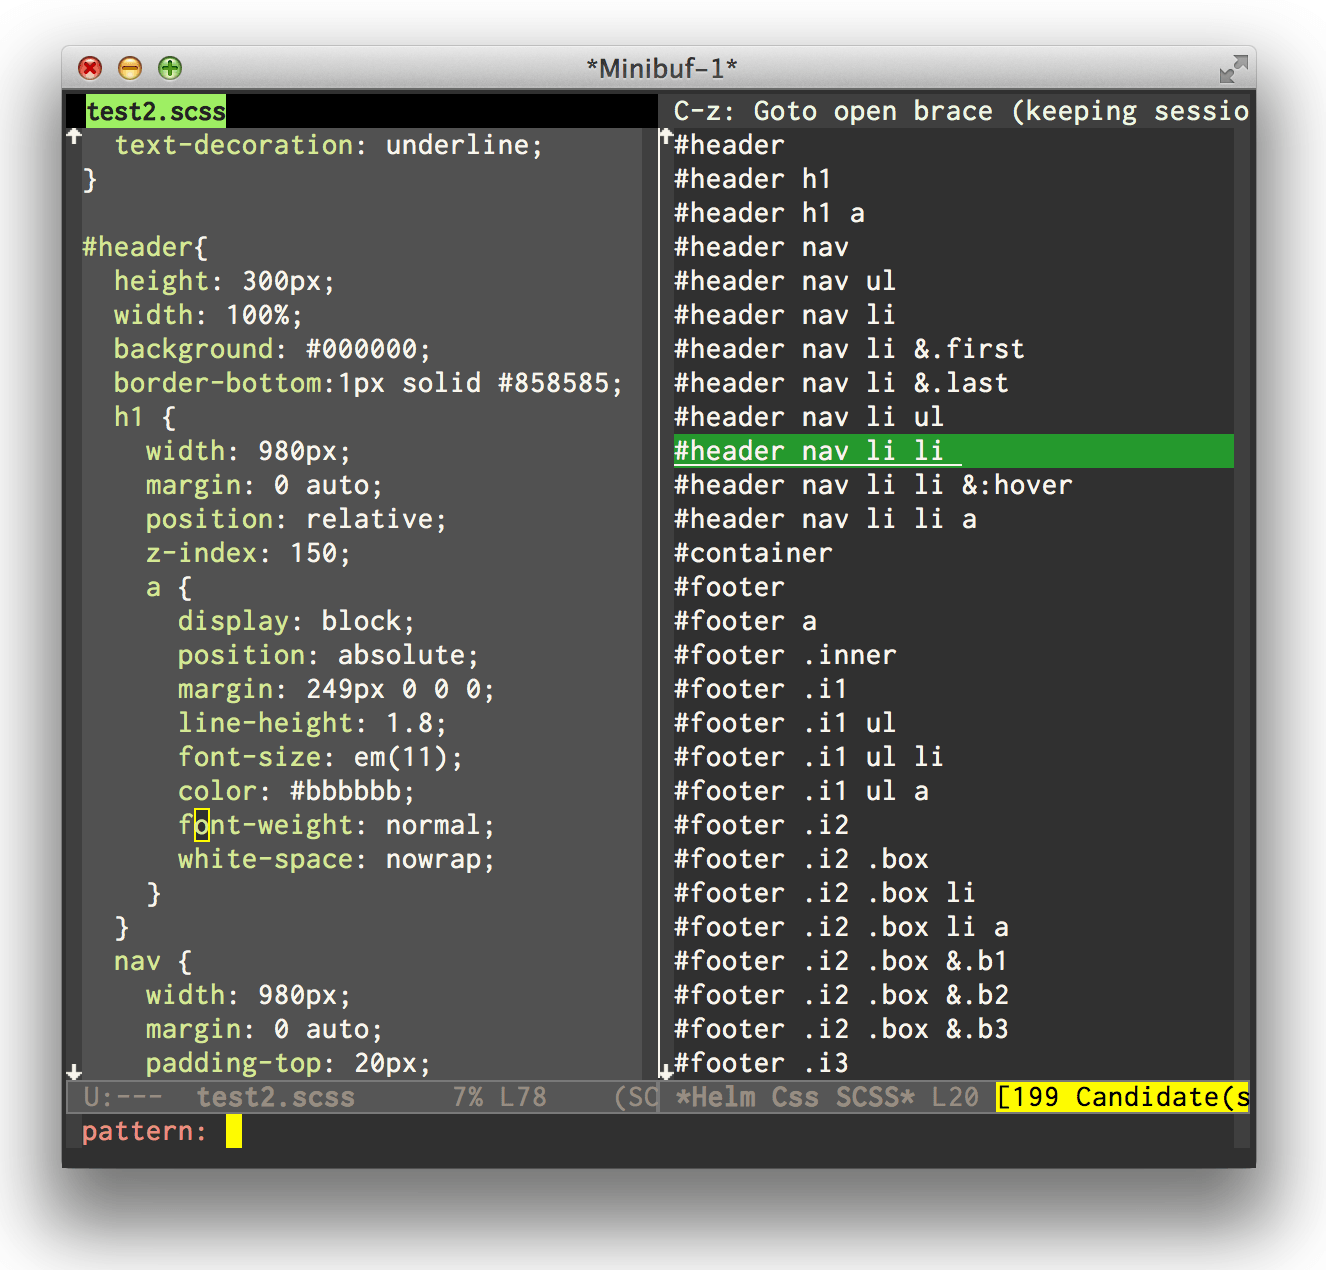 *Minibuf-1*
test2.scss
  text-decoration: underline;
}

#header{
  height: 300px;
  width: 100%;
  background: #000000;
  border-bottom:1px solid #858585;
  h1 {
    width: 980px;
    margin: 0 auto;
    position: relative;
    z-index: 150;
    a {
      display: block;
      position: absolute;
      margin: 249px 0 0 0;
      line-height: 1.8;
      font-size: em(11);
      color: #bbbbbb;
      font-weight: normal;
      white-space: nowrap;
    }
  }
  nav {
    width: 980px;
    margin: 0 auto;
    padding-top: 20px;
U:---  test2.scss      7% L78    (SC
C-z: Goto open brace (keeping sessio
#header
#header h1
#header h1 a
#header nav
#header nav ul
#header nav li
#header nav li &.first
#header nav li &.last
#header nav li ul
#header nav li li
#header nav li li &:hover
#header nav li li a
#container
#footer
#footer a
#footer .inner
#footer .i1
#footer .i1 ul
#footer .i1 ul li
#footer .i1 ul a
#footer .i2
#footer .i2 .box
#footer .i2 .box li
#footer .i2 .box li a
#footer .i2 .box &.b1
#footer .i2 .box &.b2
#footer .i2 .box &.b3
#footer .i3
*Helm Css SCSS* L20 [199 Candidate(s
pattern: